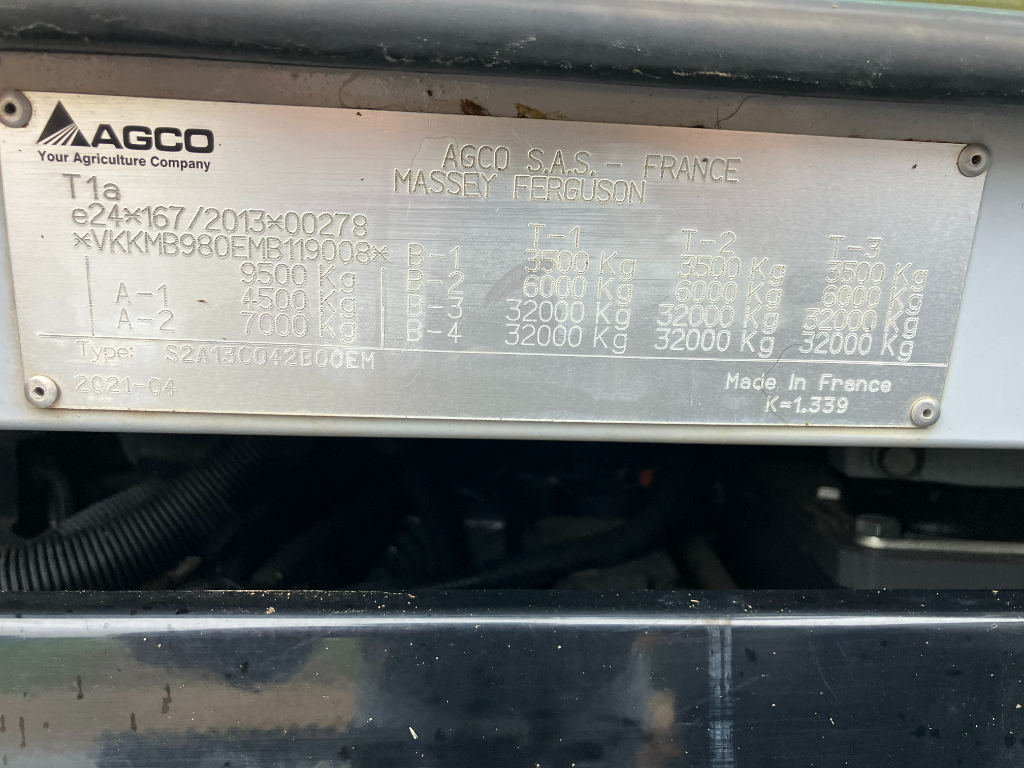 AGCO
Your Agriculture Company
AGCO S.A.S. - FRANCE
MASSEY FERGUSON
T1a
e24*167/2013*00278
*VKKMB980EMB119008*
T-1 T-2 T-3
9500 Kg B-1 3500 Kg 3500 Kg 3500 Kg
A-1 4500 Kg B-2 6000 Kg 6000 Kg 6000 Kg
A-2 7000 Kg B-3 32000 Kg 32000 Kg 32000 Kg
B-4 32000 Kg 32000 Kg 32000 Kg
Type: S2A13C042B00EM
2021-04
Made In France
K=1.339